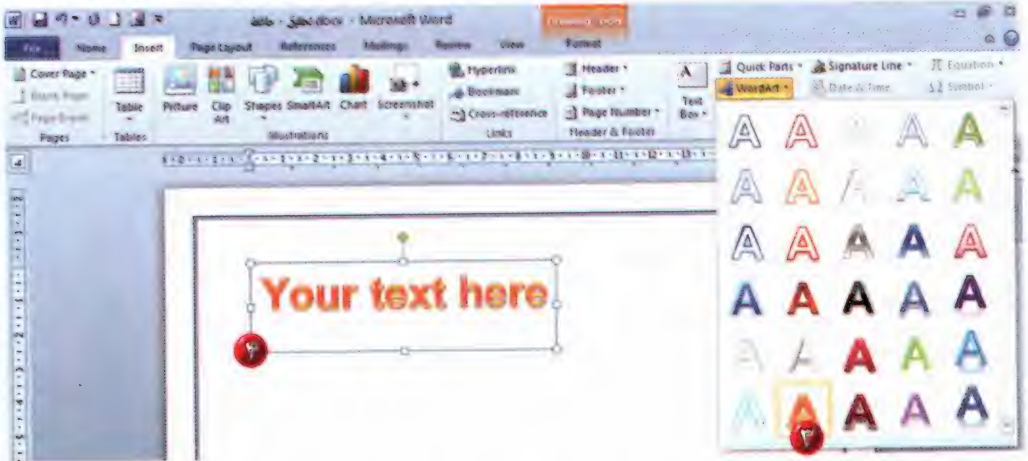 .docx - Microsoft Word
File Home Insert Page Layout References Mailings Review View Format
Cover Page
Blank Page
Page Break
Pages
Table
Tables
Picture
Clip Art
Shapes
SmartArt
Chart
Screenshot
Illustrations
Hyperlink
Bookmark
Cross-reference
Links
Header
Footer
Page Number
Header & Footer
Text Box
Quick Parts
WordArt
Signature Line
Date & Time
Equation
Symbol
Your text here